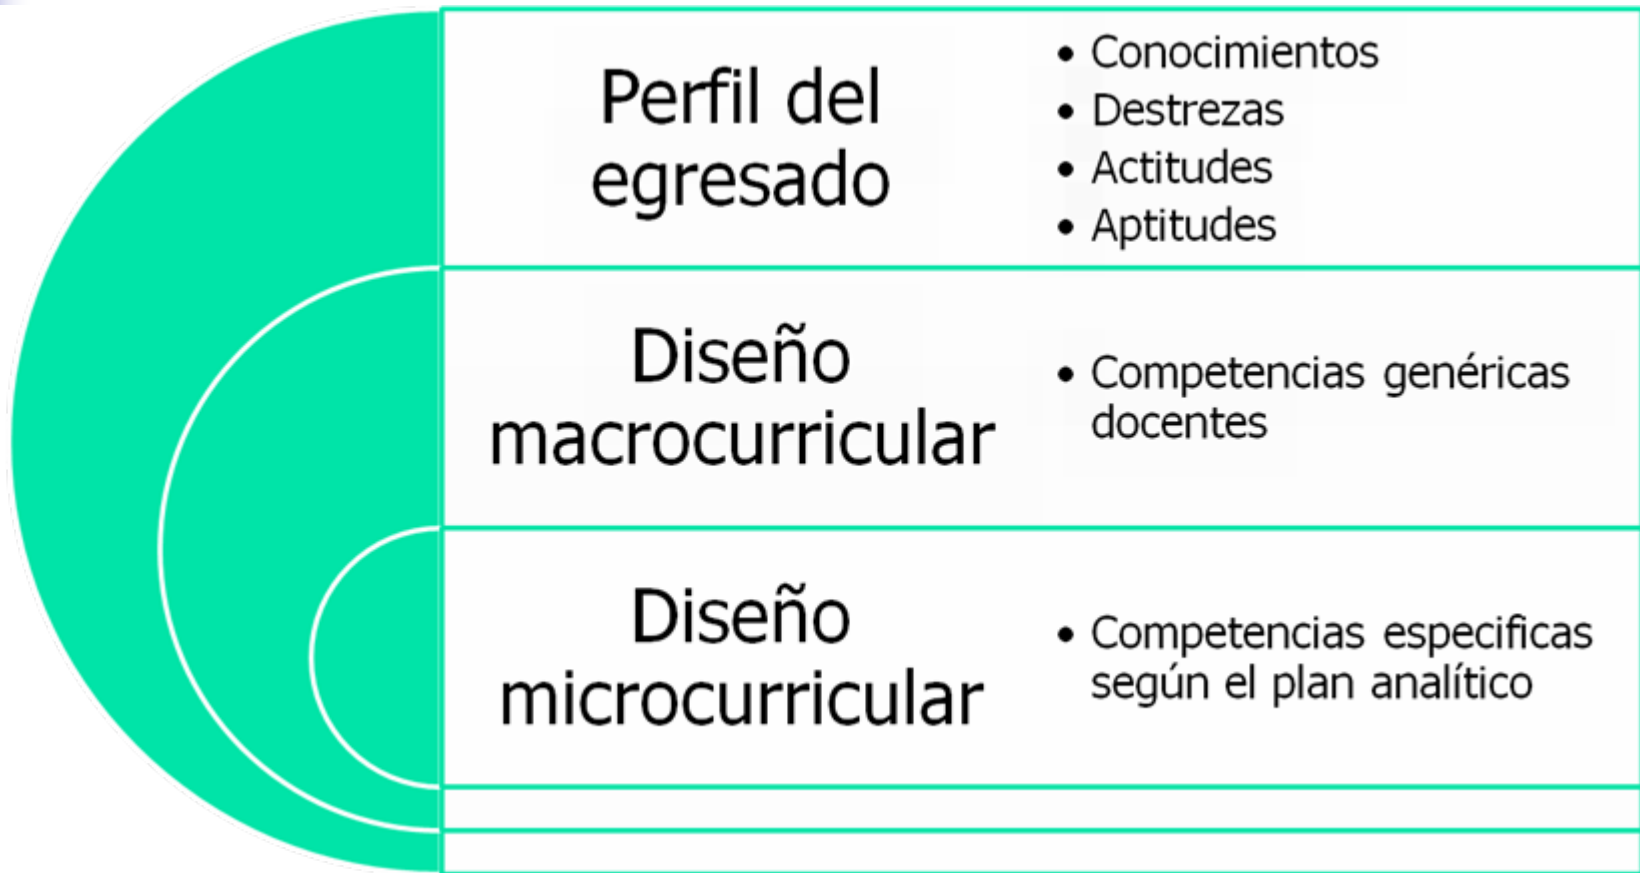 Perfil del
egresado
• Conocimientos
• Destrezas
• Actitudes
• Aptitudes
Diseño
macrocurricular
• Competencias genéricas
docentes
Diseño
microcurricular
• Competencias especificas
según el plan analítico